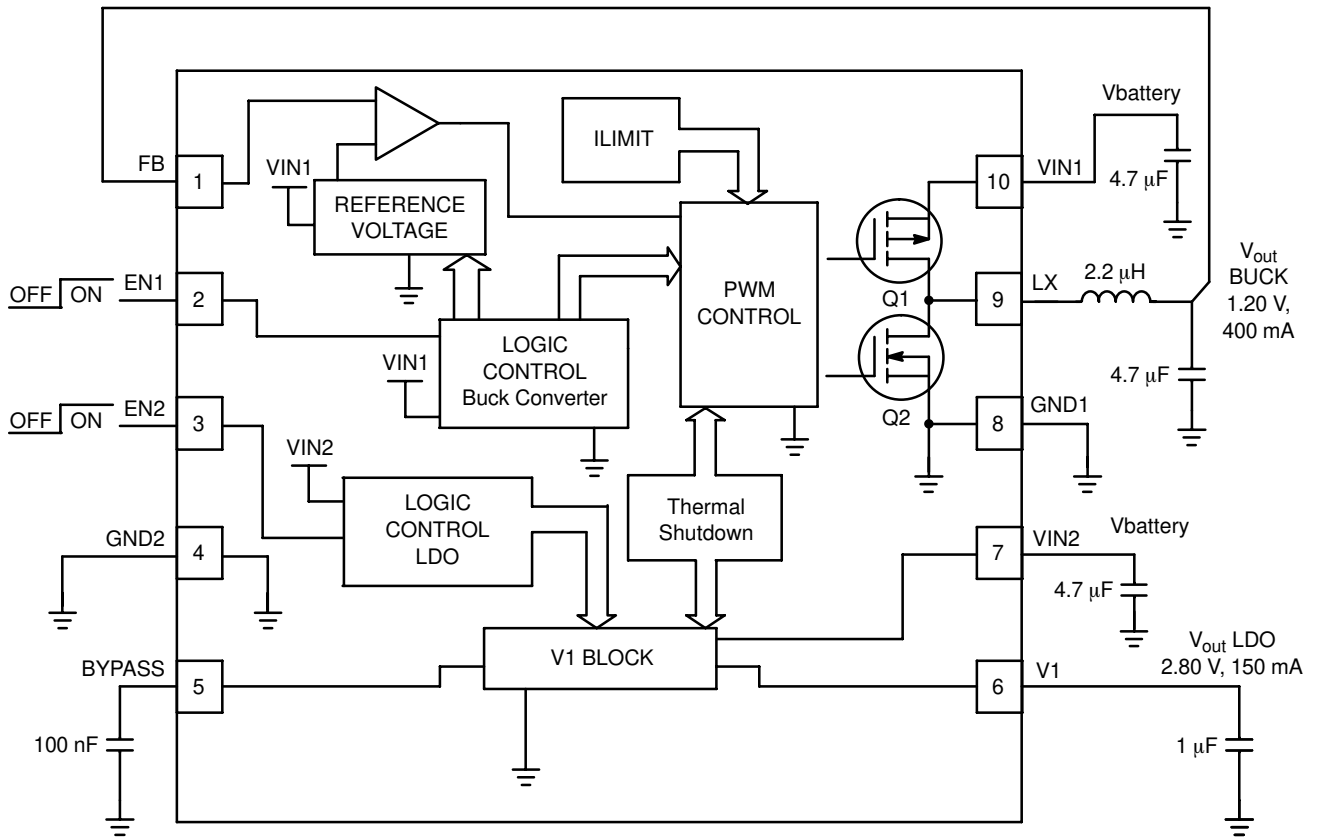 Vbattery
ILIMIT
FB
1
VIN1
10
VIN1
4.7 μF
REFERENCE
VOLTAGE
Vout
BUCK
1.20 V,
400 mA
OFF ON
EN1
2
PWM
CONTROL
Q1
9
LX
2.2 μH
LOGIC
CONTROL
Buck Converter
VIN1
4.7 μF
OFF ON
EN2
3
Q2
8
GND1
VIN2
LOGIC
CONTROL
LDO
Thermal
Shutdown
Vbattery
GND2
4
7
VIN2
4.7 μF
V1 BLOCK
Vout LDO
2.80 V, 150 mA
BYPASS
5
6
V1
100 nF
1 μF